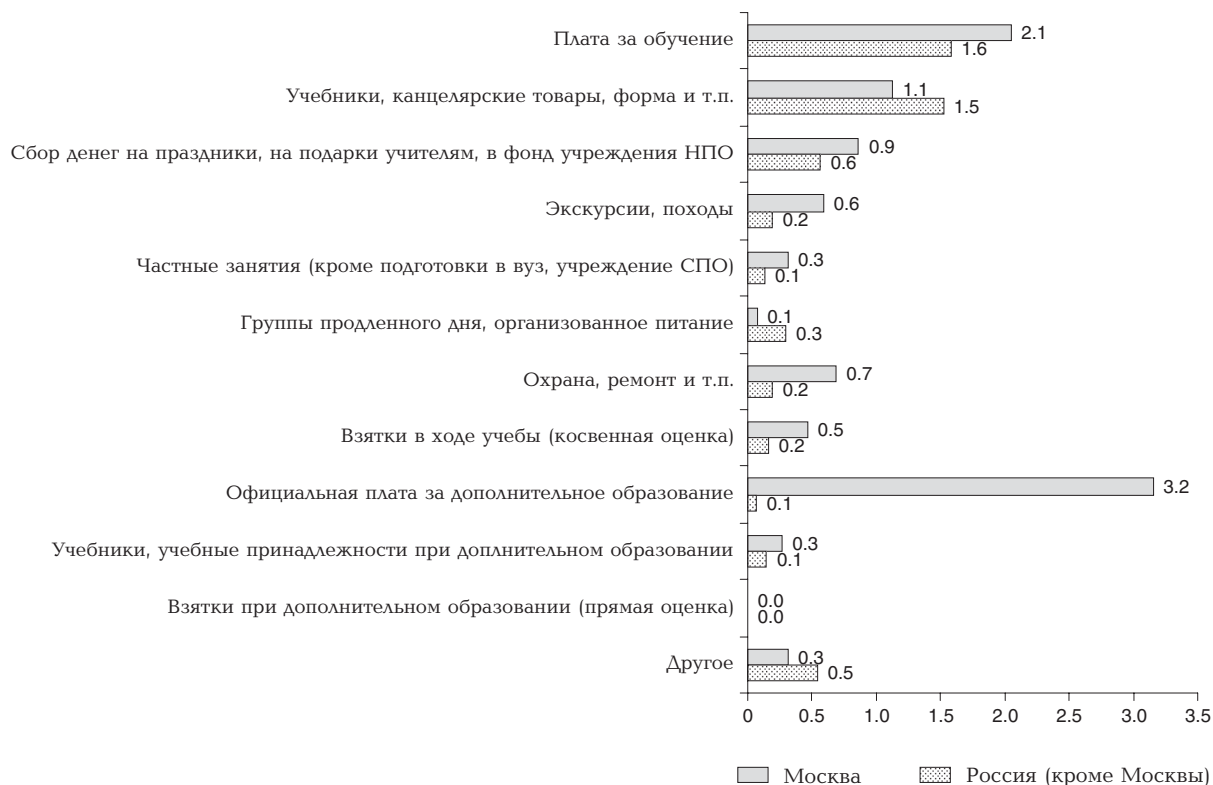 Плата за обучение
2.1
1.6
Учебники, канцелярские товары, форма и т.п.
1.1
1.5
Сбор денег на праздники, на подарки учителям, в фонд учреждения НПО
0.9
0.6
Экскурсии, походы
0.6
0.2
Частные занятия (кроме подготовки в вуз, учреждение СПО)
0.3
0.1
Группы продленного дня, организованное питание
0.1
0.3
Охрана, ремонт и т.п.
0.7
0.2
Взятки в ходе учебы (косвенная оценка)
0.5
0.2
Официальная плата за дополнительное образование
3.2
0.1
Учебники, учебные принадлежности при доплнительном образовании
0.3
0.1
Взятки при дополнительном образовании (прямая оценка)
0.0
0.0
Другое
0.3
0.5
0 0.5 1.0 1.5 2.0 2.5 3.0 3.5
Москва Россия (кроме Москвы)